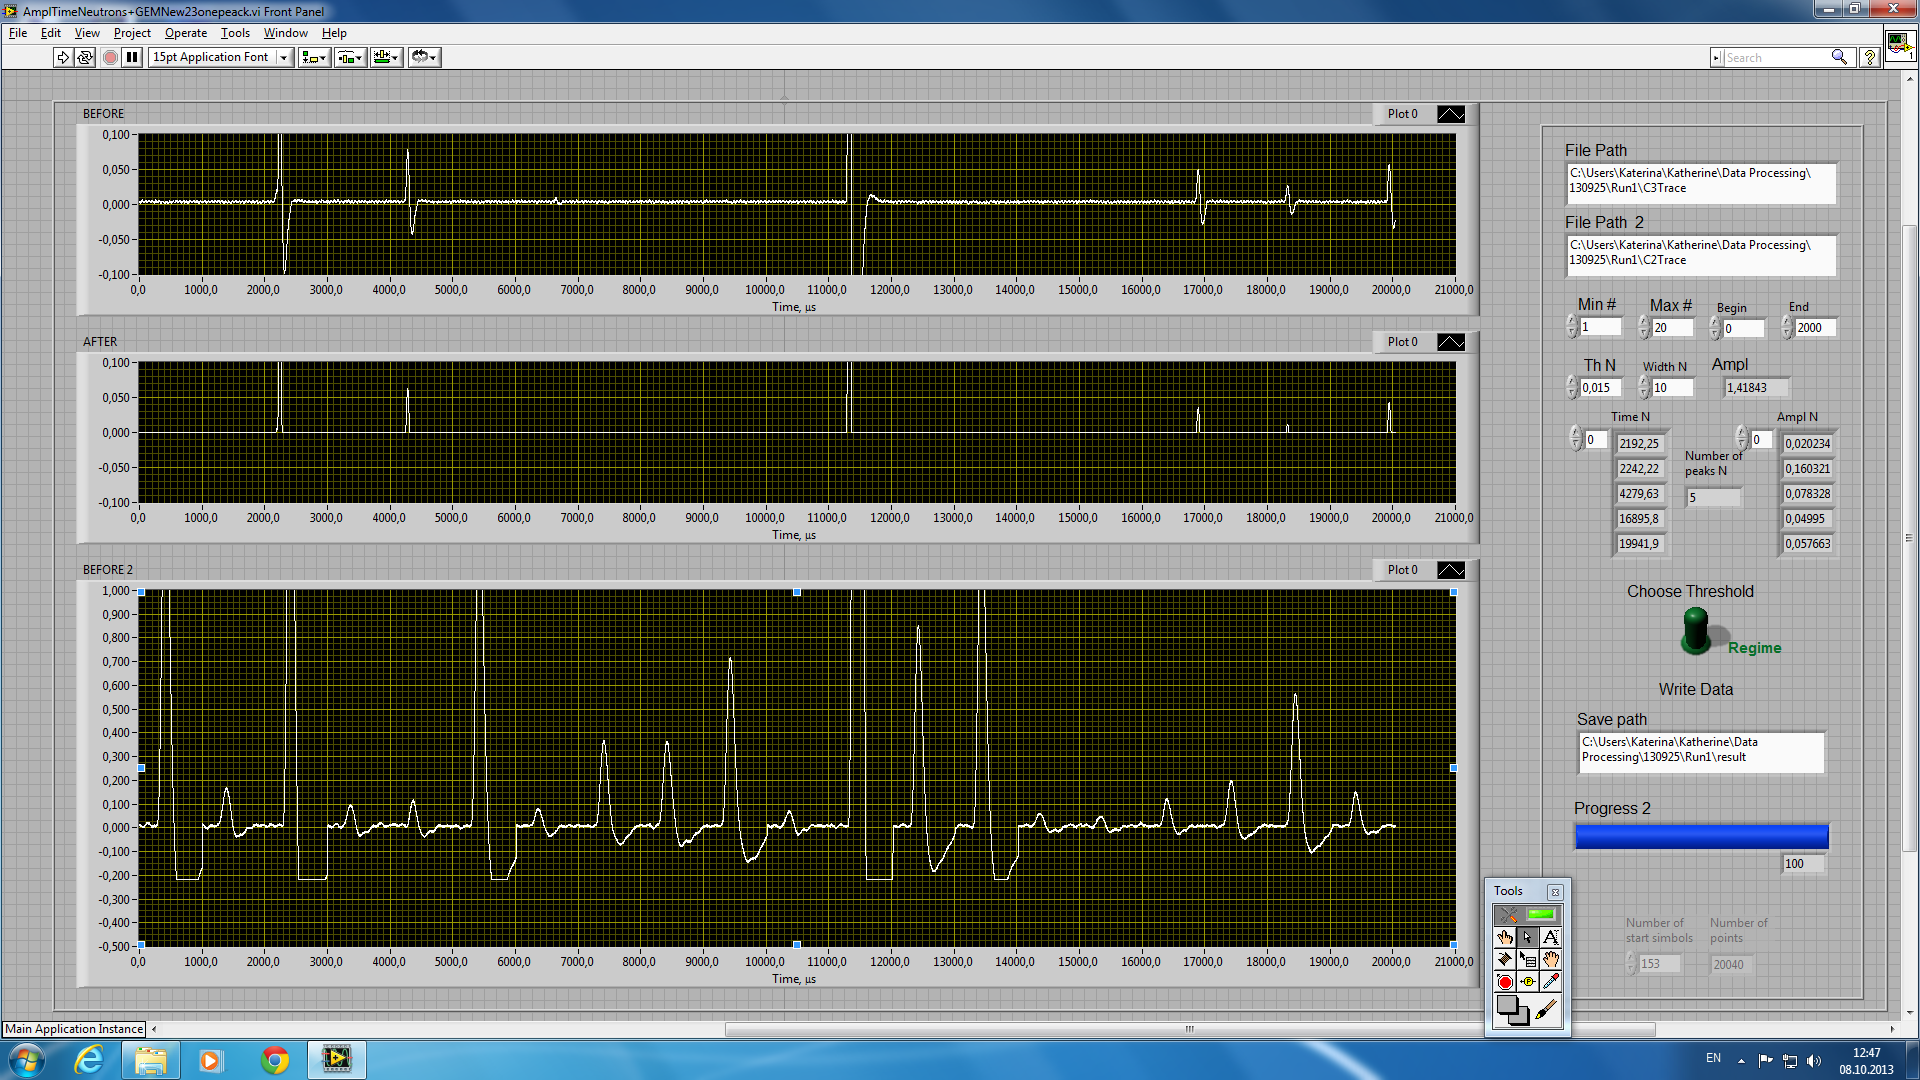 AmplTimeNeutrons+GEMNew23onepeack.vi Front Panel
File Edit View Project Operate Tools Window Help
15pt Application Font
Search
?
1
BEFORE
Plot 0
0,100
0,050
0,000
-0,050
-0,100
0,0 1000,0 2000,0 3000,0 4000,0 5000,0 6000,0 7000,0 8000,0 9000,0 10000,0 11000,0 12000,0 13000,0 14000,0 15000,0 16000,0 17000,0 18000,0 19000,0 20000,0 21000,0
Time, µs
AFTER
Plot 0
0,100
0,050
0,000
-0,050
-0,100
0,0 1000,0 2000,0 3000,0 4000,0 5000,0 6000,0 7000,0 8000,0 9000,0 10000,0 11000,0 12000,0 13000,0 14000,0 15000,0 16000,0 17000,0 18000,0 19000,0 20000,0 21000,0
Time, µs
BEFORE 2
Plot 0
1,000
0,900
0,800
0,700
0,600
0,500
0,400
0,300
0,200
0,100
0,000
-0,100
-0,200
-0,300
-0,400
-0,500
0,0 1000,0 2000,0 3000,0 4000,0 5000,0 6000,0 7000,0 8000,0 9000,0 10000,0 11000,0 12000,0 13000,0 14000,0 15000,0 16000,0 17000,0 18000,0 19000,0 20000,0 21000,0
Time, µs
File Path
C:\Users\Katerina\Katherine\Data Processing\
130925\Run1\C3Trace
File Path 2
C:\Users\Katerina\Katherine\Data Processing\
130925\Run1\C2Trace
Min # Max # Begin End
1 20 0 2000
Th N Width N Ampl
0,015 10 1,41843
Time N Ampl N
0 2192,25 0 0,020234
2242,22 0,160321
4279,63 0,078328
16895,8 0,04995
19941,9 0,057663
Number of
peaks N
5
Choose Threshold
Regime
Write Data
Save path
C:\Users\Katerina\Katherine\Data
Processing\130925\Run1\result
Progress 2
100
Number of
start simbols
153
Number of
points
20040
Tools
A
P
Main Application Instance
EN
12:47
08.10.2013